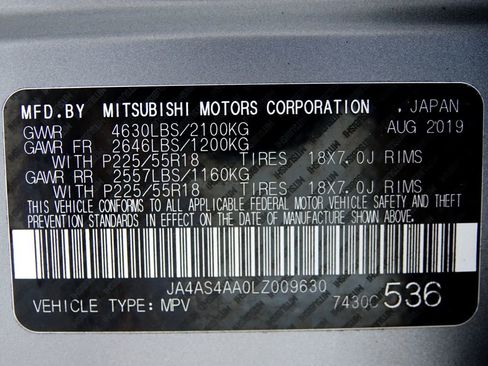 MFD.BY MITSUBISHI MOTORS CORPORATION , JAPAN
GVWR 4630LBS/2100KG AUG 2019
GAWR FR 2646LBS/1200KG
WITH P225/55R18 TIRES 18X7.0J RIMS
GAWR RR 2557LBS/1160KG
WITH P225/55R18 TIRES 18X7.0J RIMS
THIS VEHICLE CONFORMS TO ALL APPLICABLE FEDERAL MOTOR VEHICLE SAFETY AND THEFT
PREVENTION STANDARDS IN EFFECT ON THE DATE OF MANUFACTURE SHOWN ABOVE.
JA4AS4AA0LZ009630
VEHICLE TYPE: MPV 7430C 536